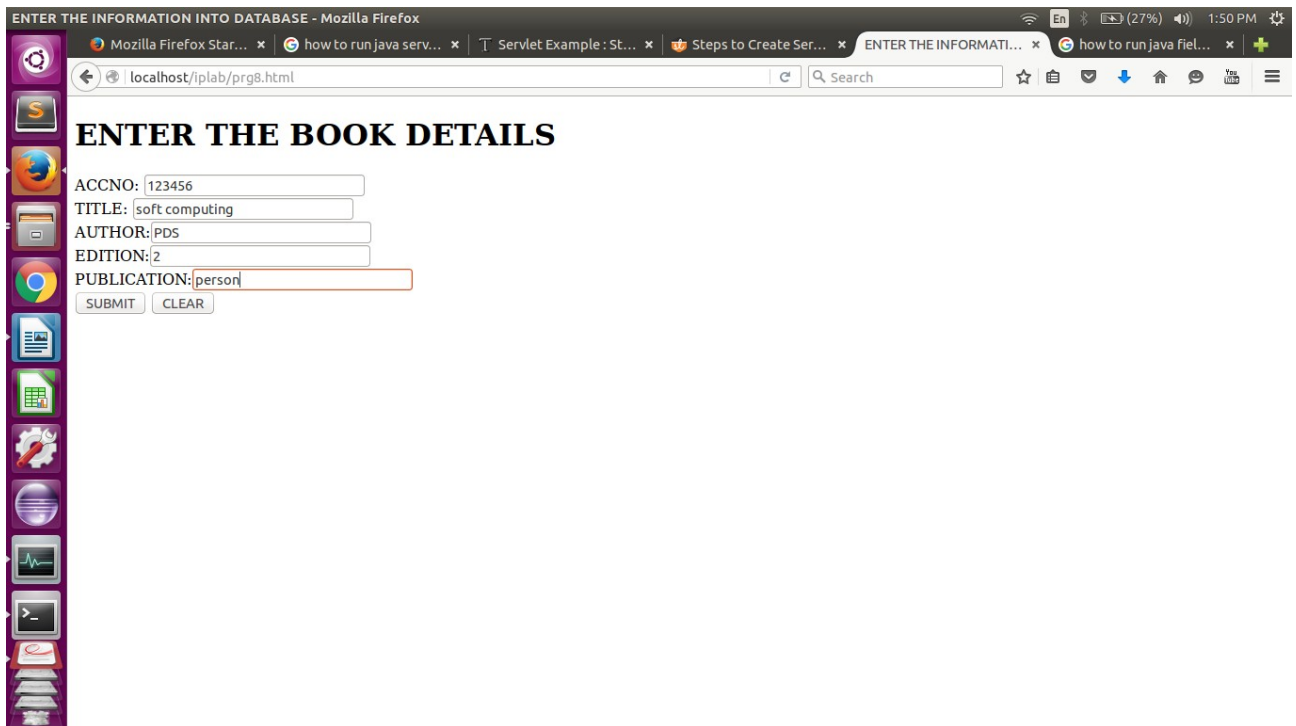 ENTER THE INFORMATION INTO DATABASE - Mozilla Firefox En (27%) 1:50 PM
Mozilla Firefox Star... how to run java serv... Servlet Example : St... Steps to Create Ser... ENTER THE INFORMATI... how to run java fiel...
localhost/iplab/prg8.html Search
ENTER THE BOOK DETAILS
ACCNO: 123456
TITLE: soft computing
AUTHOR: PDS
EDITION: 2
PUBLICATION: person
SUBMIT CLEAR